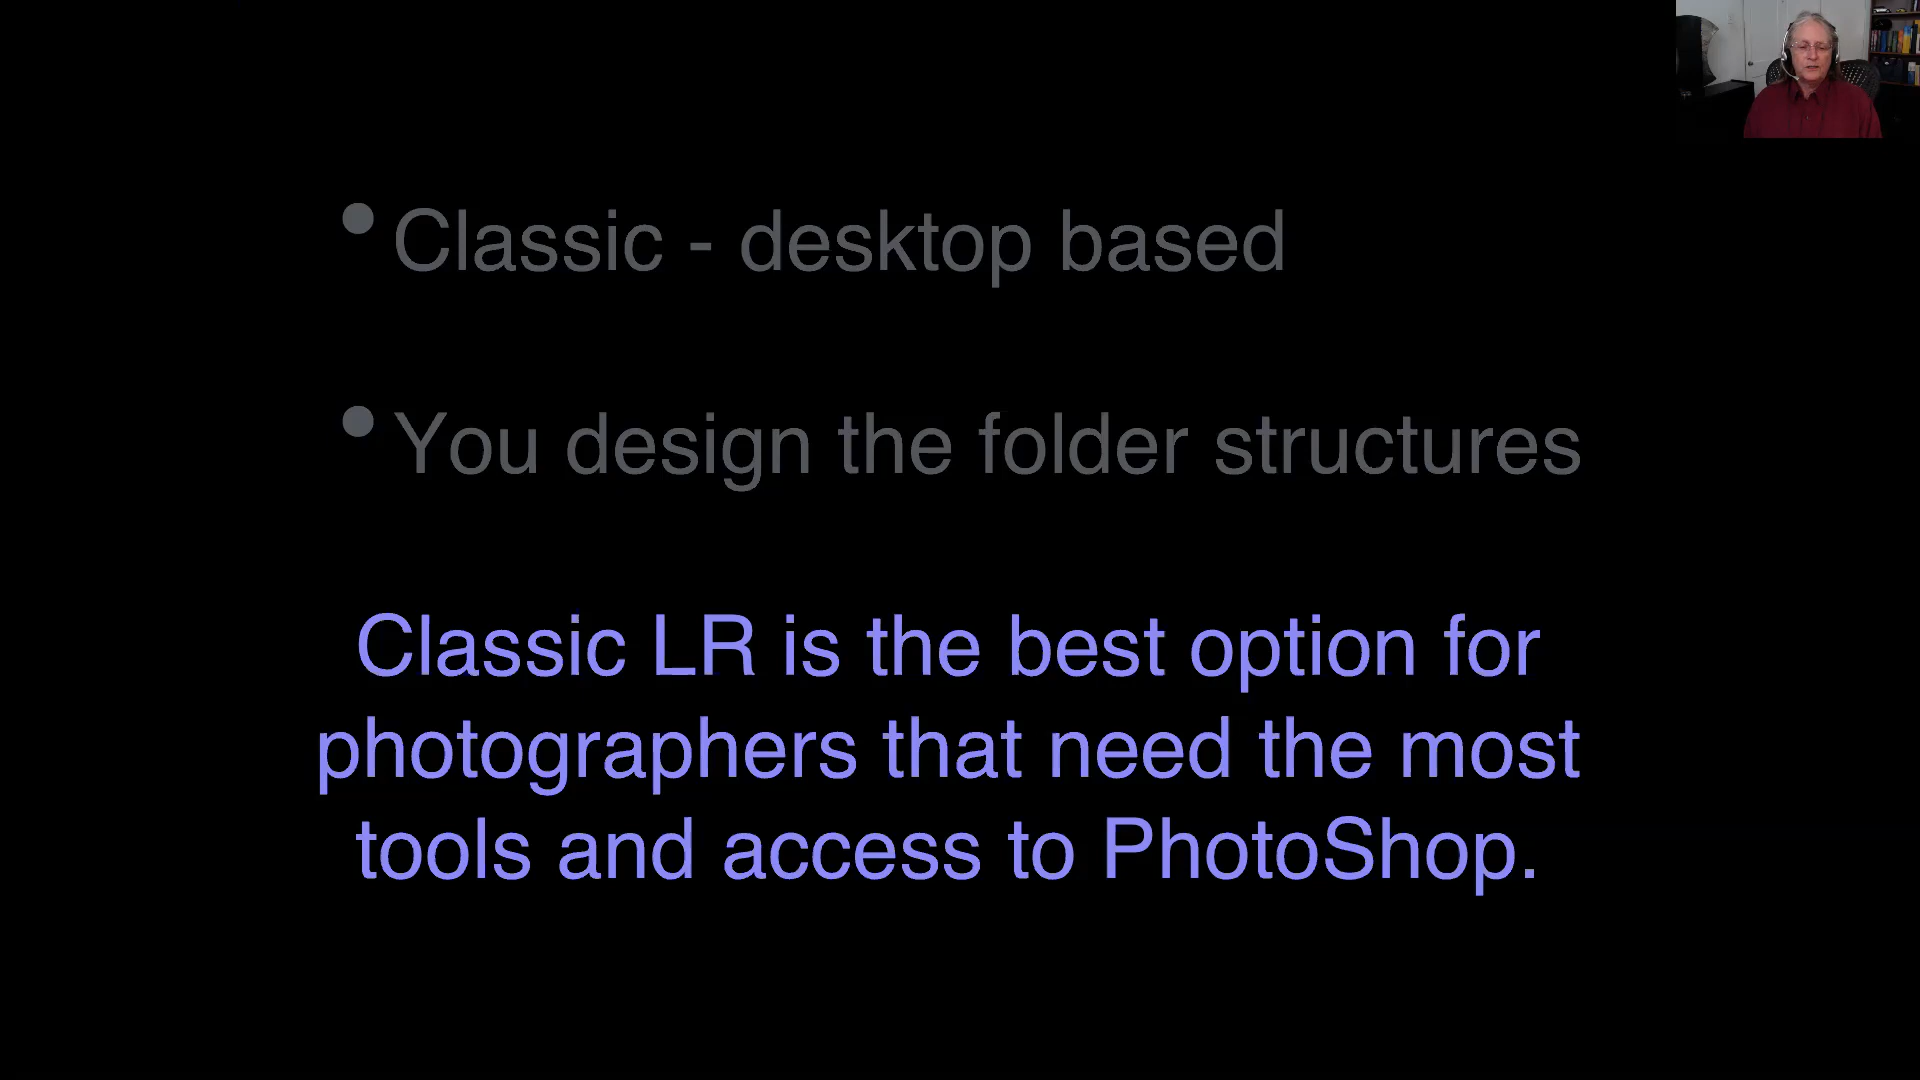 • Classic - desktop based
• You design the folder structures
Classic LR is the best option for
photographers that need the most
tools and access to PhotoShop.